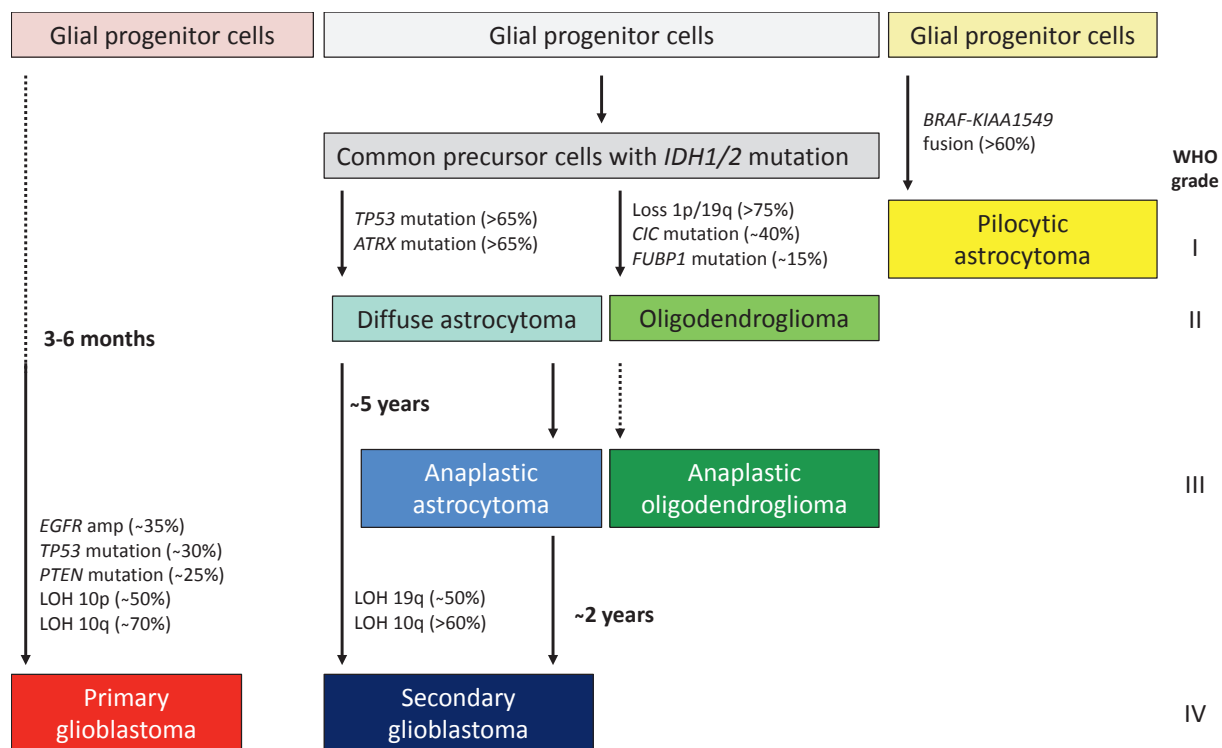 Glial progenitor cells
Glial progenitor cells
Glial progenitor cells
BRAF-KIAA1549
fusion (>60%)
Common precursor cells with IDH1/2 mutation
WHO
grade
TP53 mutation (>65%)
ATRX mutation (>65%)
Loss 1p/19q (>75%)
CIC mutation (~40%)
FUBP1 mutation (~15%)
Pilocytic
astrocytoma
I
Diffuse astrocytoma
Oligodendroglioma
II
3-6 months
~5 years
Anaplastic
astrocytoma
Anaplastic
oligodendroglioma
III
EGFR amp (~35%)
TP53 mutation (~30%)
PTEN mutation (~25%)
LOH 10p (~50%)
LOH 10q (~70%)
LOH 19q (~50%)
LOH 10q (>60%)
~2 years
Primary
glioblastoma
Secondary
glioblastoma
IV